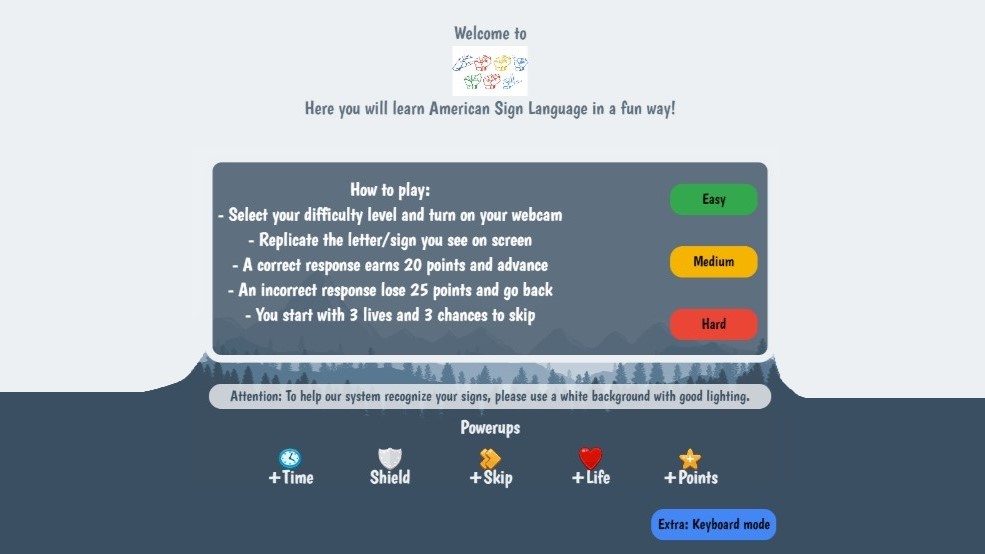 Welcome to
Here you will learn American Sign Language in a fun way!
How to play:
- Select your difficulty level and turn on your webcam
- Replicate the letter/sign you see on screen
- A correct response earns 20 points and advance
- An incorrect response lose 25 points and go back
- You start with 3 lives and 3 chances to skip
Easy
Medium
Hard
Attention: To help our system recognize your signs, please use a white background with good lighting.
Powerups
+Time
Shield
+Skip
+Life
+Points
Extra: Keyboard mode